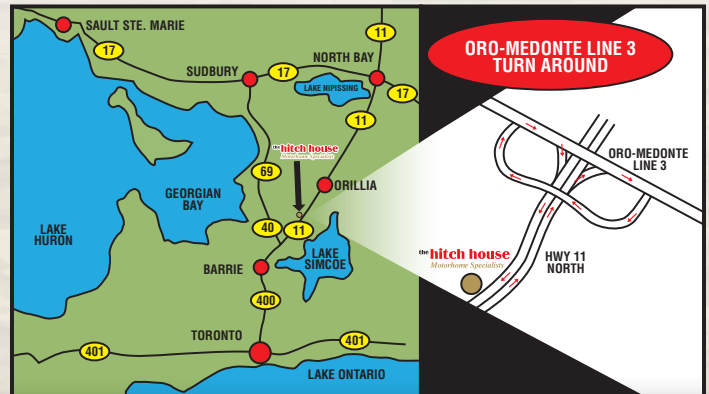 SAULT STE. MARIE
17
11
SUDBURY
17
NORTH BAY
LAKE NIPISSING
17
11
the hitch house
Motorhome Specialists
69
ORILLIA
GEORGIAN
BAY
LAKE
HURON
40
11
LAKE
SIMCOE
BARRIE
400
TORONTO
401
401
LAKE ONTARIO
ORO-MEDONTE LINE 3
TURN AROUND
ORO-MEDONTE
LINE 3
the hitch house
Motorhome Specialists
HWY 11
NORTH